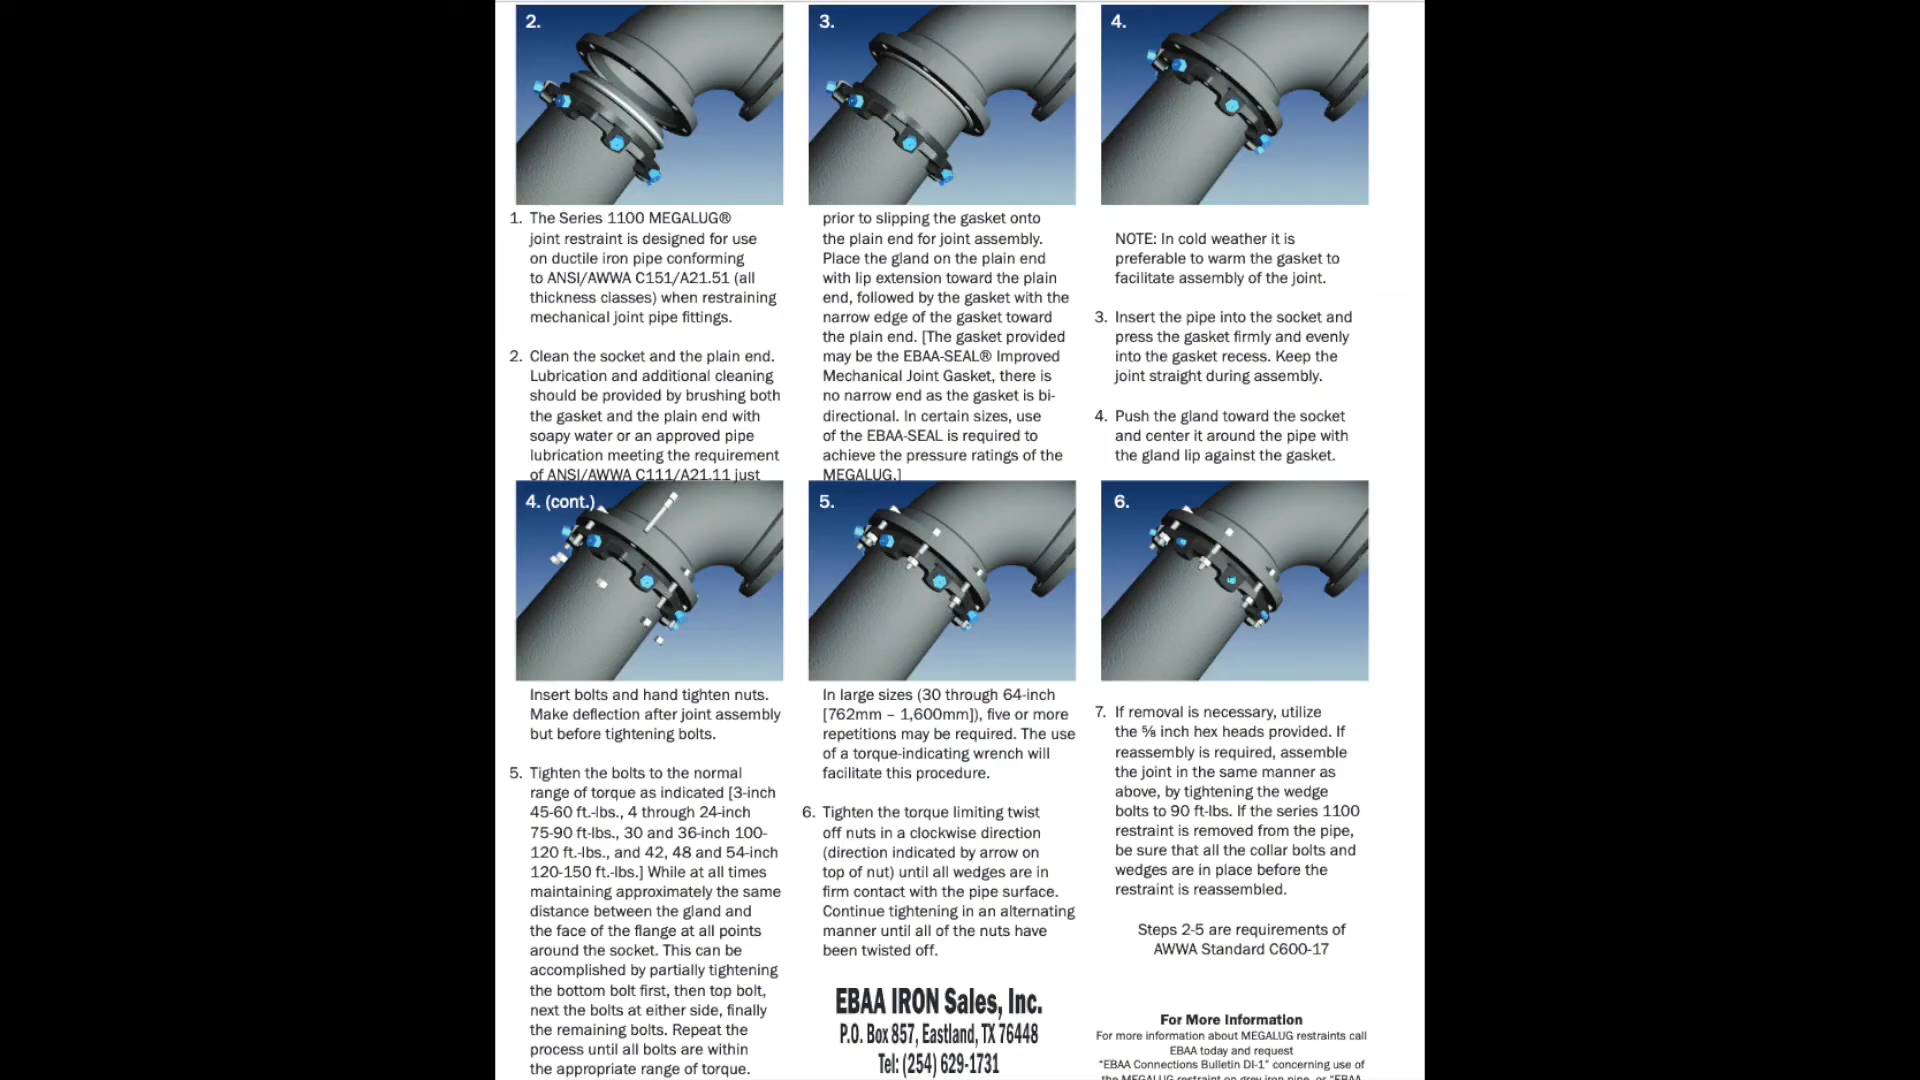 2.
3.
4.
1. The Series 1100 MEGALUG®
joint restraint is designed for use
on ductile iron pipe conforming
to ANSI/AWWA C151/A21.51 (all
thickness classes) when restraining
mechanical joint pipe fittings.
2. Clean the socket and the plain end.
Lubrication and additional cleaning
should be provided by brushing both
the gasket and the plain end with
soapy water or an approved pipe
lubrication meeting the requirement
of ANSI/AWWA C111/A21.11 just
prior to slipping the gasket onto
the plain end for joint assembly.
Place the gland on the plain end
with lip extension toward the plain
end, followed by the gasket with the
narrow edge of the gasket toward
the plain end. [The gasket provided
may be the EBAA-SEAL® Improved
Mechanical Joint Gasket, there is
no narrow end as the gasket is bi-
directional. In certain sizes, use
of the EBAA-SEAL is required to
achieve the pressure ratings of the
MEGALUG.]
NOTE: In cold weather it is
preferable to warm the gasket to
facilitate assembly of the joint.
3. Insert the pipe into the socket and
press the gasket firmly and evenly
into the gasket recess. Keep the
joint straight during assembly.
4. Push the gland toward the socket
and center it around the pipe with
the gland lip against the gasket.
4. (cont.)
5.
6.
Insert bolts and hand tighten nuts.
Make deflection after joint assembly
but before tightening bolts.
5. Tighten the bolts to the normal
range of torque as indicated [3-inch
45-60 ft.-lbs., 4 through 24-inch
75-90 ft-lbs., 30 and 36-inch 100-
120 ft.-lbs., and 42, 48 and 54-inch
120-150 ft.-lbs.] While at all times
maintaining approximately the same
distance between the gland and
the face of the flange at all points
around the socket. This can be
accomplished by partially tightening
the bottom bolt first, then top bolt,
next the bolts at either side, finally
the remaining bolts. Repeat the
process until all bolts are within
the appropriate range of torque.
In large sizes (30 through 64-inch
[762mm – 1,600mm]), five or more
repetitions may be required. The use
of a torque-indicating wrench will
facilitate this procedure.
6. Tighten the torque limiting twist
off nuts in a clockwise direction
(direction indicated by arrow on
top of nut) until all wedges are in
firm contact with the pipe surface.
Continue tightening in an alternating
manner until all of the nuts have
been twisted off.
EBAA IRON Sales, Inc.
P.O. Box 857, Eastland, TX 76448
Tel: (254) 629-1731
7. If removal is necessary, utilize
the ⅝ inch hex heads provided. If
reassembly is required, assemble
the joint in the same manner as
above, by tightening the wedge
bolts to 90 ft-lbs. If the series 1100
restraint is removed from the pipe,
be sure that all the collar bolts and
wedges are in place before the
restraint is reassembled.
Steps 2-5 are requirements of
AWWA Standard C600-17
For More Information
For more information about MEGALUG restraints call
EBAA today and request
“EBAA Connections Bulletin DI-1” concerning use of
the MEGALUG restraint on grey iron pipe, or “EBAA